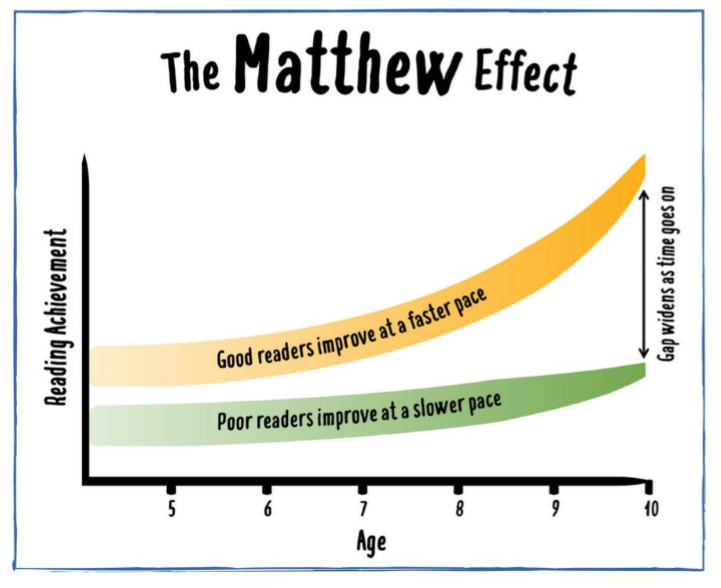 The Matthew Effect
Reading Achievement
Good readers improve at a faster pace
Poor readers improve at a slower pace
Gap widens as time goes on
5 6 7 8 9 10
Age